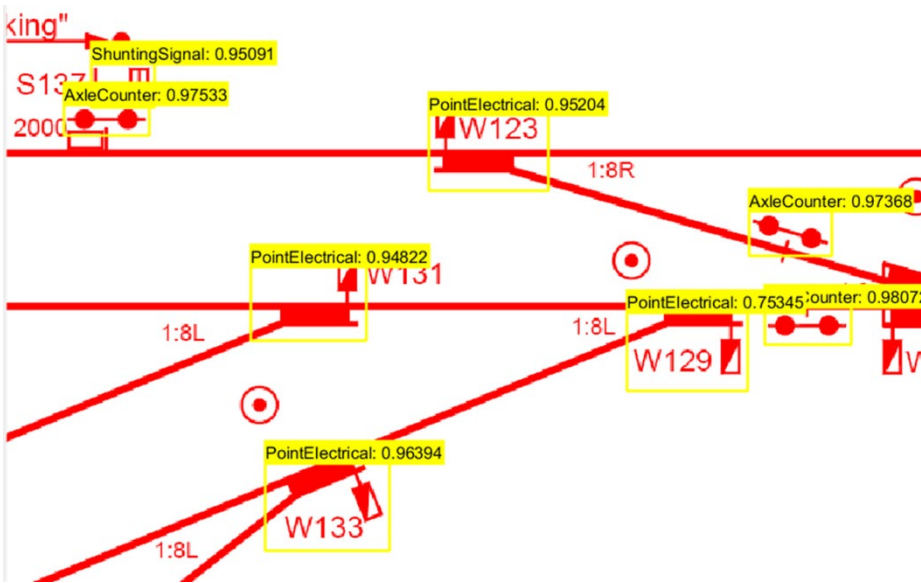 king"
ShuntingSignal: 0.95091
S137
AxleCounter: 0.97533
2000
PointElectrical: 0.95204
W123
1:8R
AxleCounter: 0.97368
PointElectrical: 0.94822
W131
PointElectrical: 0.75345
ounter: 0.98072
1:8L
1:8L
W129
W
PointElectrical: 0.96394
W133
1:8L